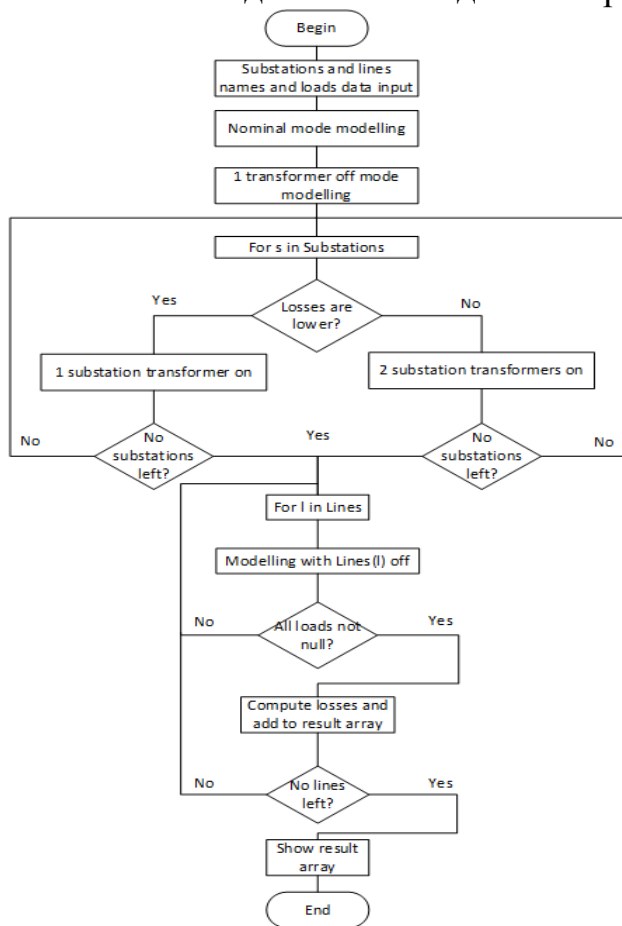 Begin
Substations and lines
names and loads data input
Nominal mode modelling
1 transformer off mode
modelling
For s in Substations
Yes
No
Losses are
lower?
1 substation transformer on
2 substation transformers on
No
No
substations
left?
Yes
No
substations
left?
No
For l in Lines
Modelling with Lines(l) off
No
All loads not
null?
Yes
Compute losses and
add to result array
No
No lines
left?
Yes
Show result
array
End